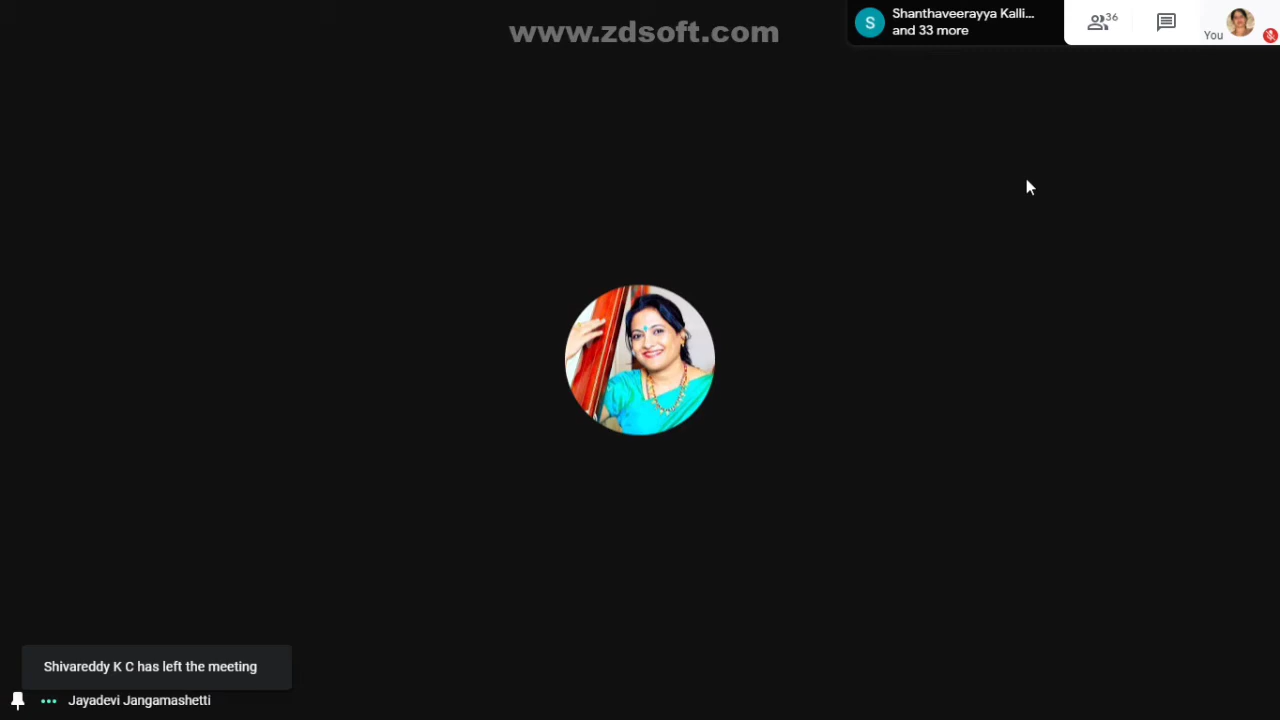 www.zdsoft.com
S
Shanthaveerayya Kalli...
and 33 more
36
You
Shivareddy K C has left the meeting
Jayadevi Jangamashetti